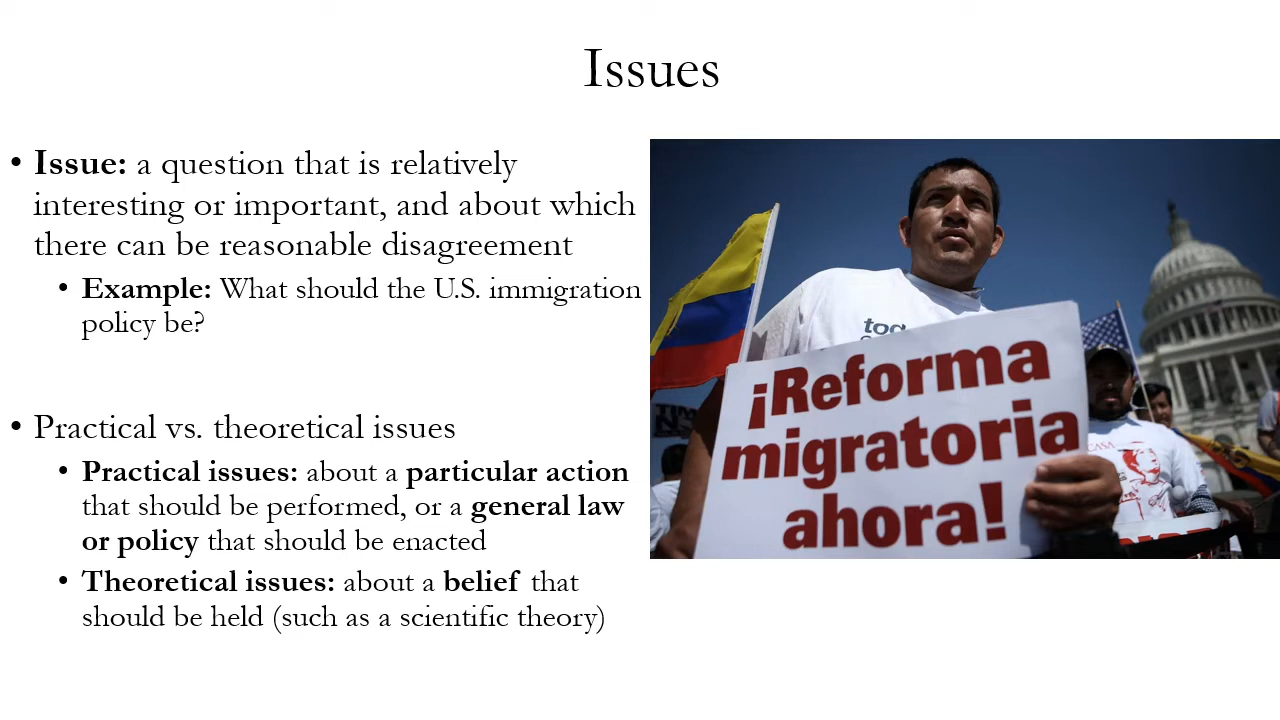 Issues
• Issue: a question that is relatively
interesting or important, and about which
there can be reasonable disagreement
• Example: What should the U.S. immigration
policy be?
• Practical vs. theoretical issues
• Practical issues: about a particular action
that should be performed, or a general law
or policy that should be enacted
• Theoretical issues: about a belief that
should be held (such as a scientific theory)
tod
¡Reforma
migratoria
ahora!
CASA